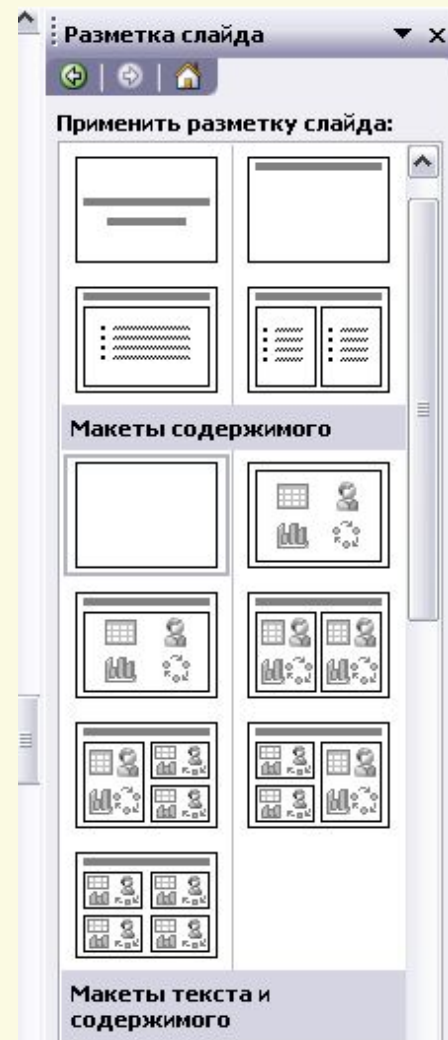 Разметка слайда
Применить разметку слайда:
Макеты содержимого
Макеты текста и
содержимого